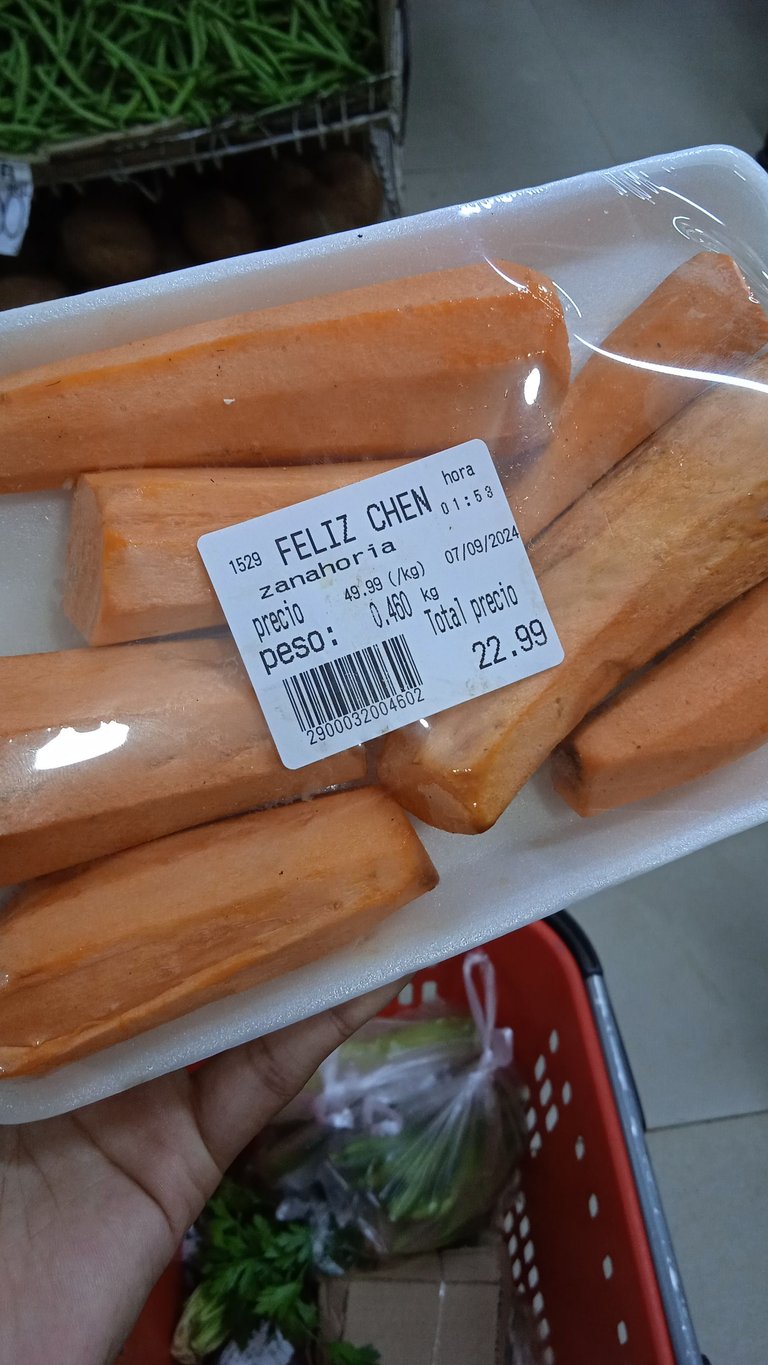 1529 FELIZ CHEN hora
01:53
zanahoria
07/09/2024
precio 49.99 (/kg)
peso: 0.460 kg Total precio
22.99
2900032004602